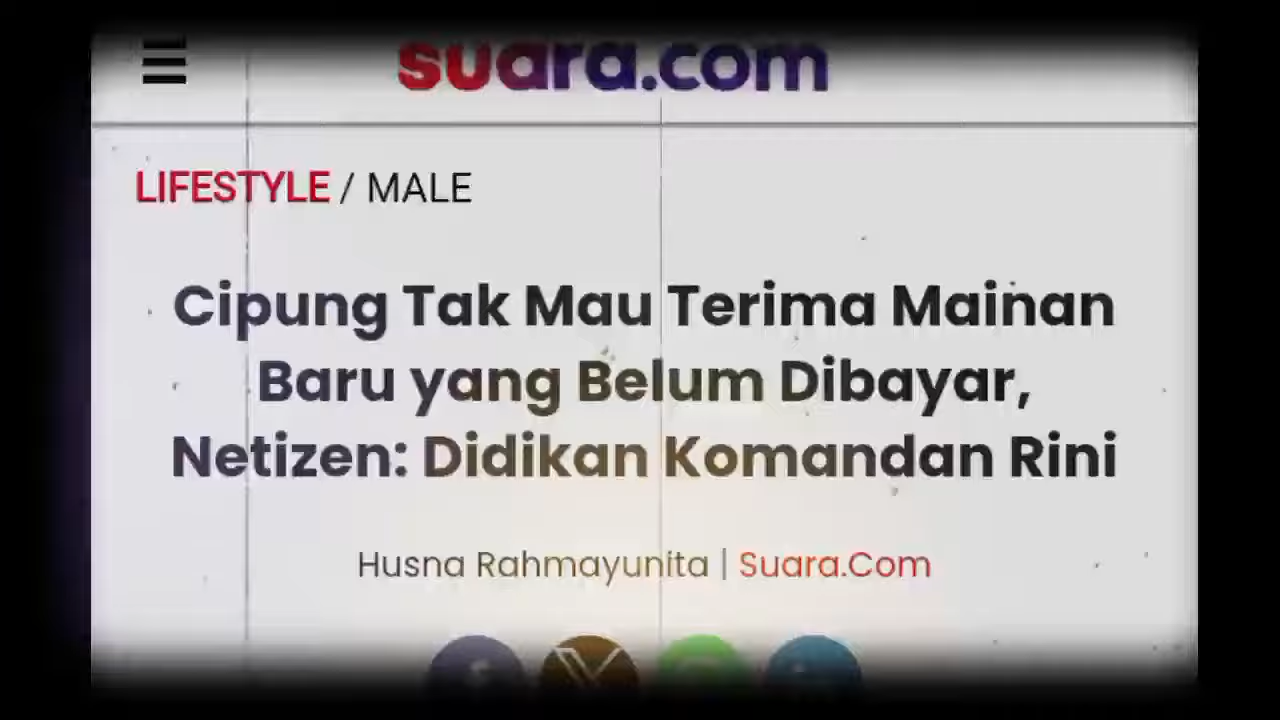 suara.com
LIFESTYLE / MALE
Cipung Tak Mau Terima Mainan
Baru yang Belum Dibayar,
Netizen: Didikan Komandan Rini
Husna Rahmayunita | Suara.Com